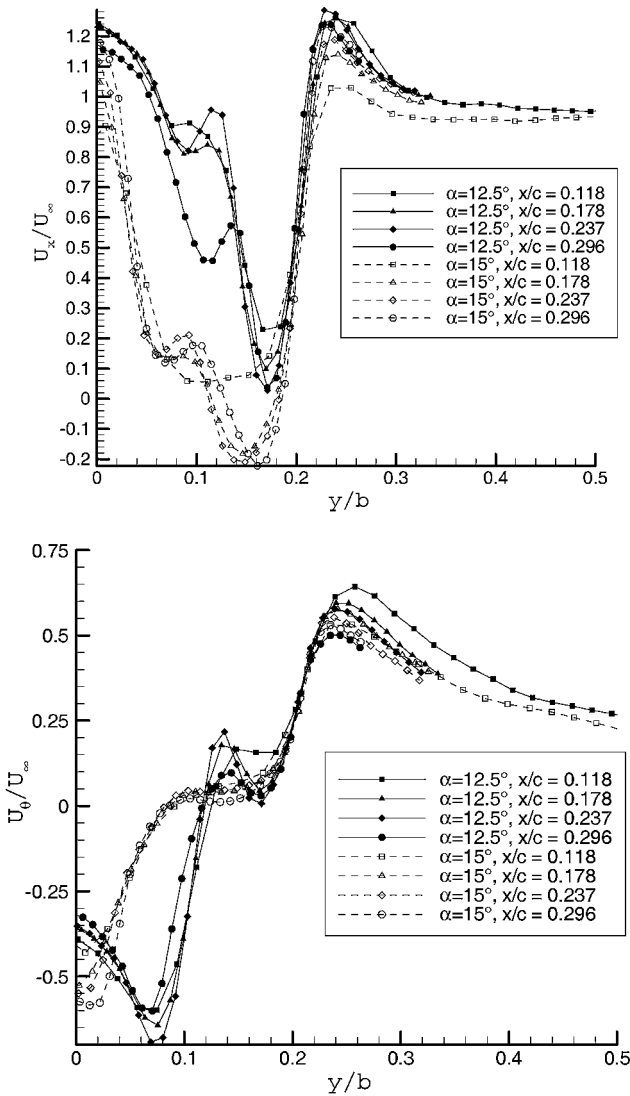 1.2
1.1
1
0.9
0.8
0.7
0.6
0.5
0.4
0.3
0.2
0.1
0
-0.1
-0.2
Ux/U∞
α=12.5°, x/c = 0.118
α=12.5°, x/c = 0.178
α=12.5°, x/c = 0.237
α=12.5°, x/c = 0.296
α=15°, x/c = 0.118
α=15°, x/c = 0.178
α=15°, x/c = 0.237
α=15°, x/c = 0.296
0 0.1 0.2 0.3 0.4 0.5
y/b
0.75
0.5
0.25
0
-0.25
-0.5
Uθ/U∞
α=12.5°, x/c = 0.118
α=12.5°, x/c = 0.178
α=12.5°, x/c = 0.237
α=12.5°, x/c = 0.296
α=15°, x/c = 0.118
α=15°, x/c = 0.178
α=15°, x/c = 0.237
α=15°, x/c = 0.296
0 0.1 0.2 0.3 0.4 0.5
y/b